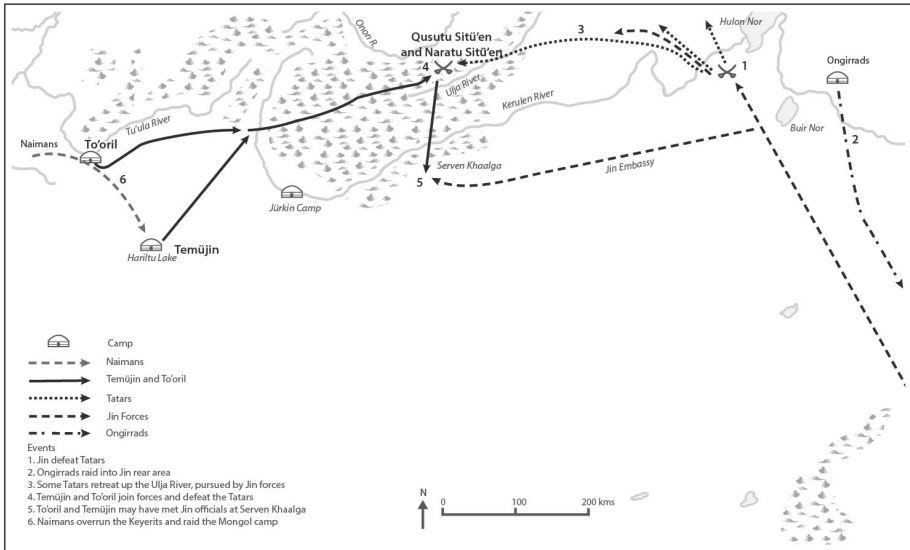 Hulon Nor
Onon R.
Qusutu Sitü'en
and Naratu Sitü'en
3
4
1
Ongirrads
Ulja River
Tu'ula River
Kerulen River
Buir Nor
2
Naimans
To'oril
6
Serven Khaalga
5
Jin Embassy
Jürkin Camp
Temüjin
Hariltu Lake
Camp
Naimans
Temüjin and To'oril
Tatars
Jin Forces
Ongirrads
Events
1. Jin defeat Tatars
2. Ongirrads raid into Jin rear area
3. Some Tatars retreat up the Ulja River, pursued by Jin forces
4. Temüjin and To'oril join forces and defeat the Tatars
5. To'oril and Temüjin may have met Jin officials at Serven Khaalga
6. Naimans overrun the Keyerits and raid the Mongol camp
N
0 100 200 kms